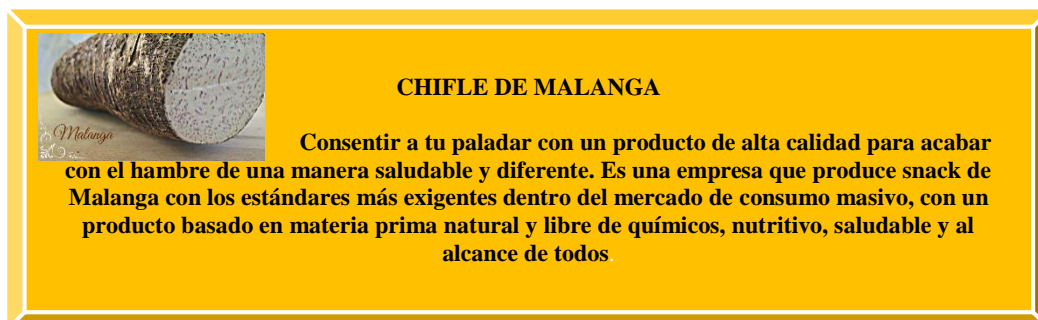 Malanga
CHIFLE DE MALANGA
Consentir a tu paladar con un producto de alta calidad para acabar
con el hambre de una manera saludable y diferente. Es una empresa que produce snack de
Malanga con los estándares más exigentes dentro del mercado de consumo masivo, con un
producto basado en materia prima natural y libre de químicos, nutritivo, saludable y al
alcance de todos.